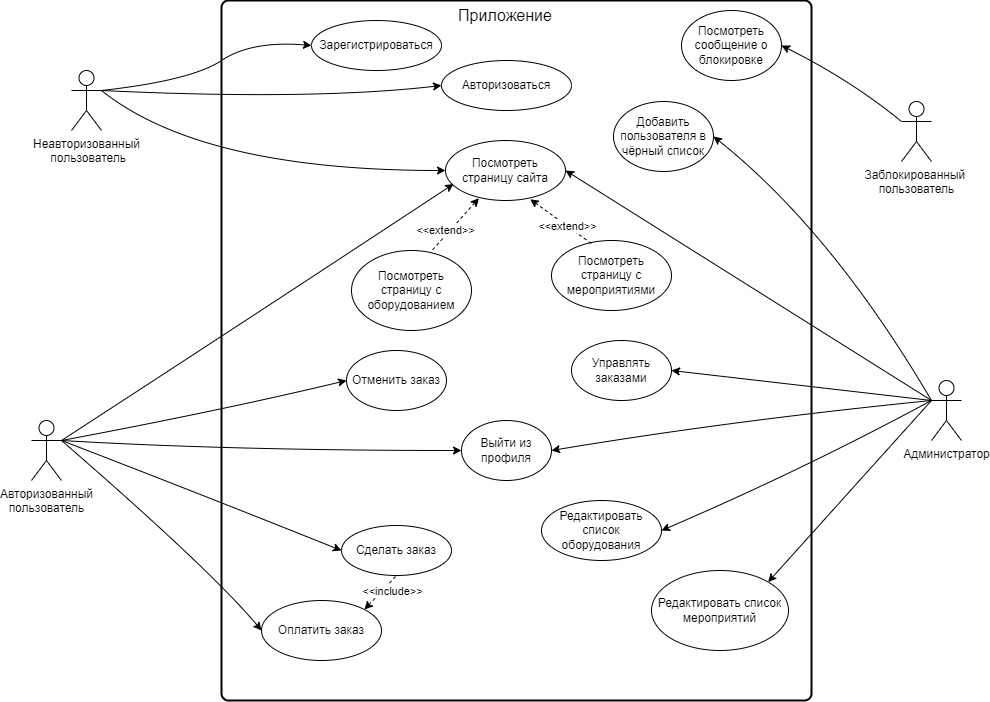 Приложение
Зарегистрироваться
Посмотреть
сообщение о
блокировке
Авторизоваться
Неавторизованный
пользователь
Добавить
пользователя в
чёрный список
Заблокированный
пользователь
Посмотреть
страницу сайта
<<extend>>
<<extend>>
Посмотреть
страницу с
оборудованием
Посмотреть
страницу с
мероприятиями
Отменить заказ
Управлять
заказами
Выйти из
профиля
Администратор
Авторизованный
пользователь
Редактировать
список
оборудования
Сделать заказ
<<include>>
Оплатить заказ
Редактировать список
мероприятий